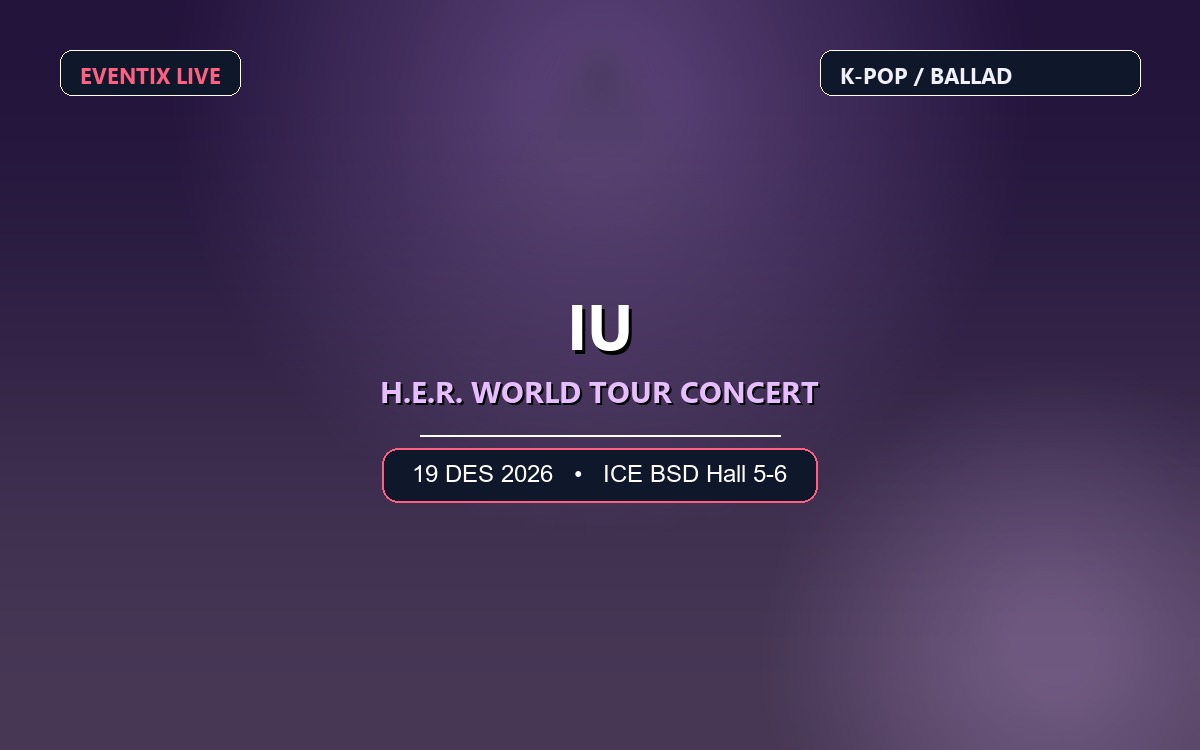 EVENTIX LIVE
K-POP / BALLAD
IU
H.E.R. WORLD TOUR CONCERT
19 DES 2026 • ICE BSD Hall 5-6